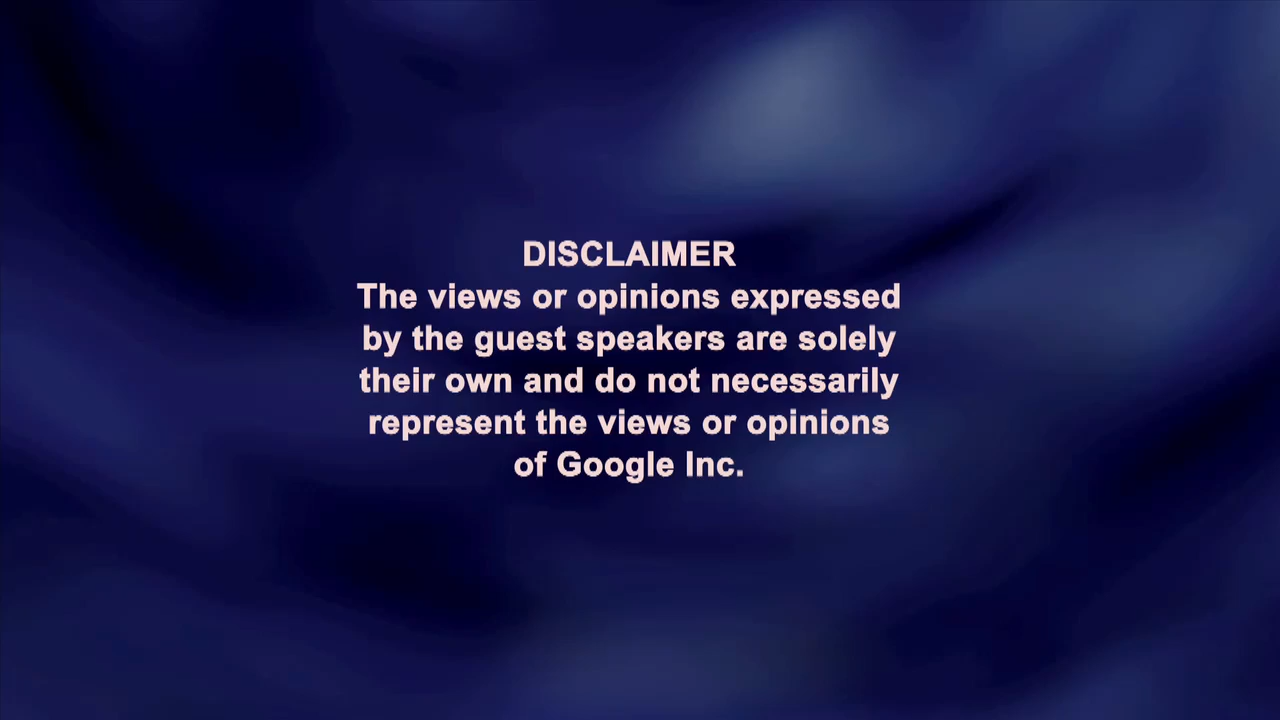 DISCLAIMER
The views or opinions expressed
by the guest speakers are solely
their own and do not necessarily
represent the views or opinions
of Google Inc.